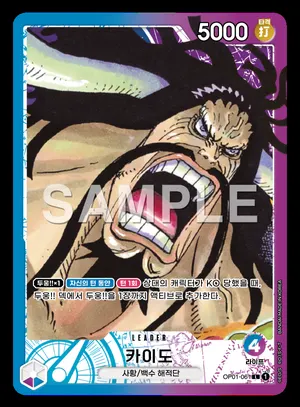 5000
타격
打
SAMPLE
두웅!!×1 자신의 턴 동안 턴 1회 상대의 캐릭터가 KO 당했을 때,
두웅!! 덱에서 두웅!!을 1장까지 액티브로 추가한다.
LEADER
카이도
사황/백수 해적단
4
라이프
OP01-061 L